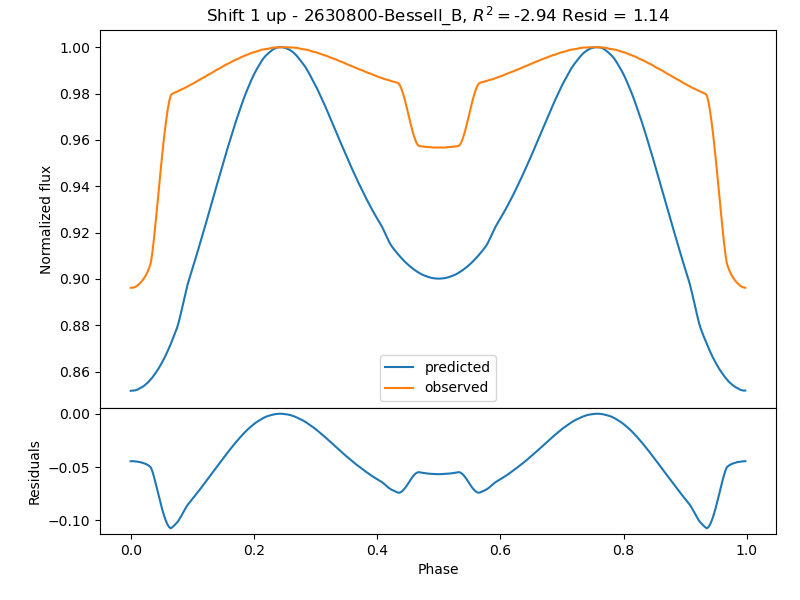 Shift 1 up - 2630800-Bessell_B, R² = -2.94 Resid = 1.14
Normalized flux
1.00
0.98
0.96
0.94
0.92
0.90
0.88
0.86
predicted
observed
Residuals
0.00
−0.05
−0.10
0.0 0.2 0.4 0.6 0.8 1.0
Phase